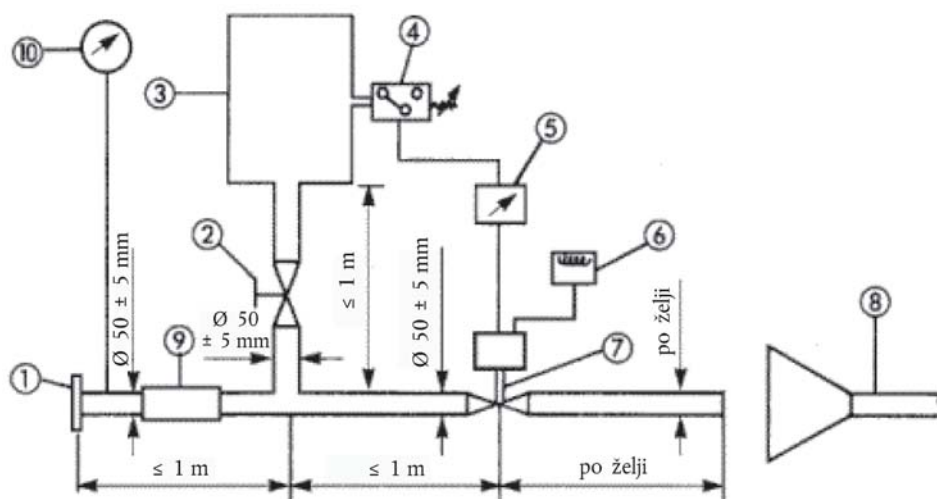 10
4
3
5
2
6
≤ 1 m
Ø 50 ± 5 mm
Ø 50 ± 5 mm
Ø 50
± 5 mm
po želji
9
7
8
1
≤ 1 m
≤ 1 m
po želji